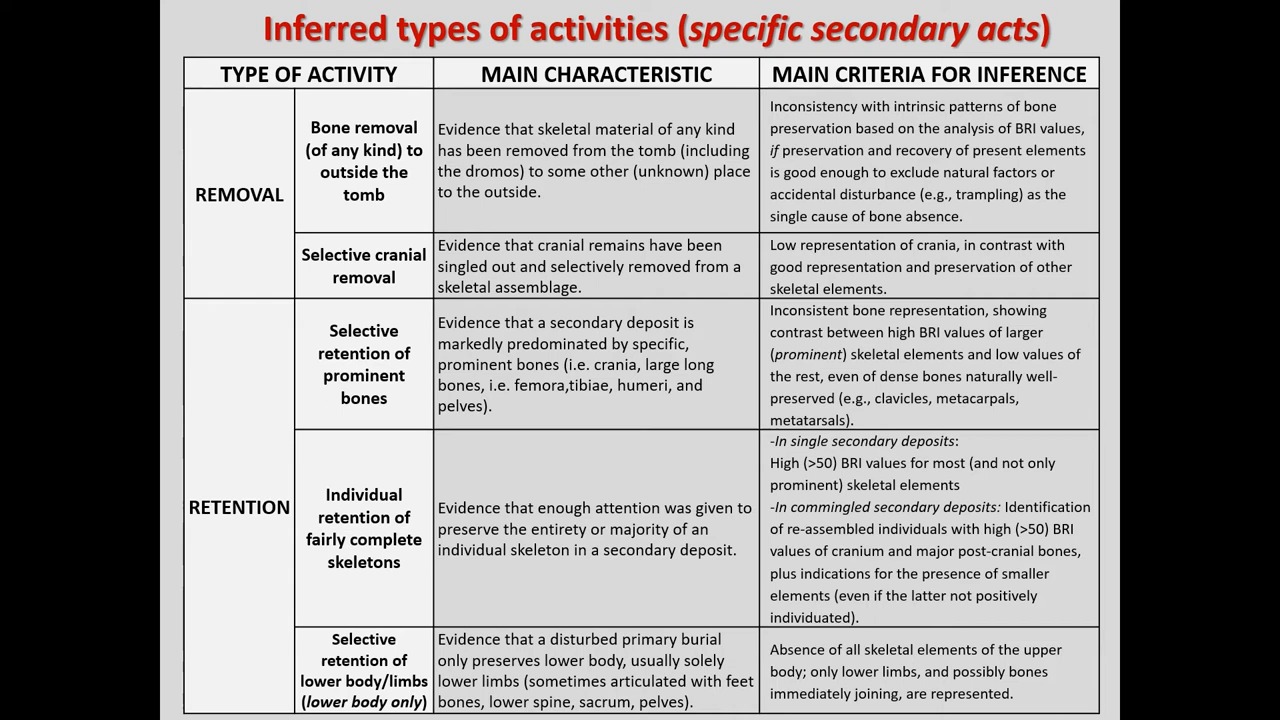 Inferred types of activities (specific secondary acts)
TYPE OF ACTIVITY
MAIN CHARACTERISTIC
MAIN CRITERIA FOR INFERENCE
REMOVAL
Bone removal
(of any kind) to
outside the
tomb
Evidence that skeletal material of any kind
has been removed from the tomb (including
the dromos) to some other (unknown) place
to the outside.
Inconsistency with intrinsic patterns of bone
preservation based on the analysis of BRI values,
if preservation and recovery of present elements
is good enough to exclude natural factors or
accidental disturbance (e.g., trampling) as the
single cause of bone absence.
Selective cranial
removal
Evidence that cranial remains have been
singled out and selectively removed from a
skeletal assemblage.
Low representation of crania, in contrast with
good representation and preservation of other
skeletal elements.
RETENTION
Selective
retention of
prominent
bones
Evidence that a secondary deposit is
markedly predominated by specific,
prominent bones (i.e. crania, large long
bones, i.e. femora,tibiae, humeri, and
pelves).
Inconsistent bone representation, showing
contrast between high BRI values of larger
(prominent) skeletal elements and low values of
the rest, even of dense bones naturally well-
preserved (e.g., clavicles, metacarpals,
metatarsals).
Individual
retention of
fairly complete
skeletons
Evidence that enough attention was given to
preserve the entirety or majority of an
individual skeleton in a secondary deposit.
-In single secondary deposits:
High (>50) BRI values for most (and not only
prominent) skeletal elements
-In commingled secondary deposits: Identification
of re-assembled individuals with high (>50) BRI
values of cranium and major post-cranial bones,
plus indications for the presence of smaller
elements (even if the latter not positively
individuated).
Selective
retention of
lower body/limbs
(lower body only)
Evidence that a disturbed primary burial
only preserves lower body, usually solely
lower limbs (sometimes articulated with feet
bones, lower spine, sacrum, pelves).
Absence of all skeletal elements of the upper
body; only lower limbs, and possibly bones
immediately joining, are represented.